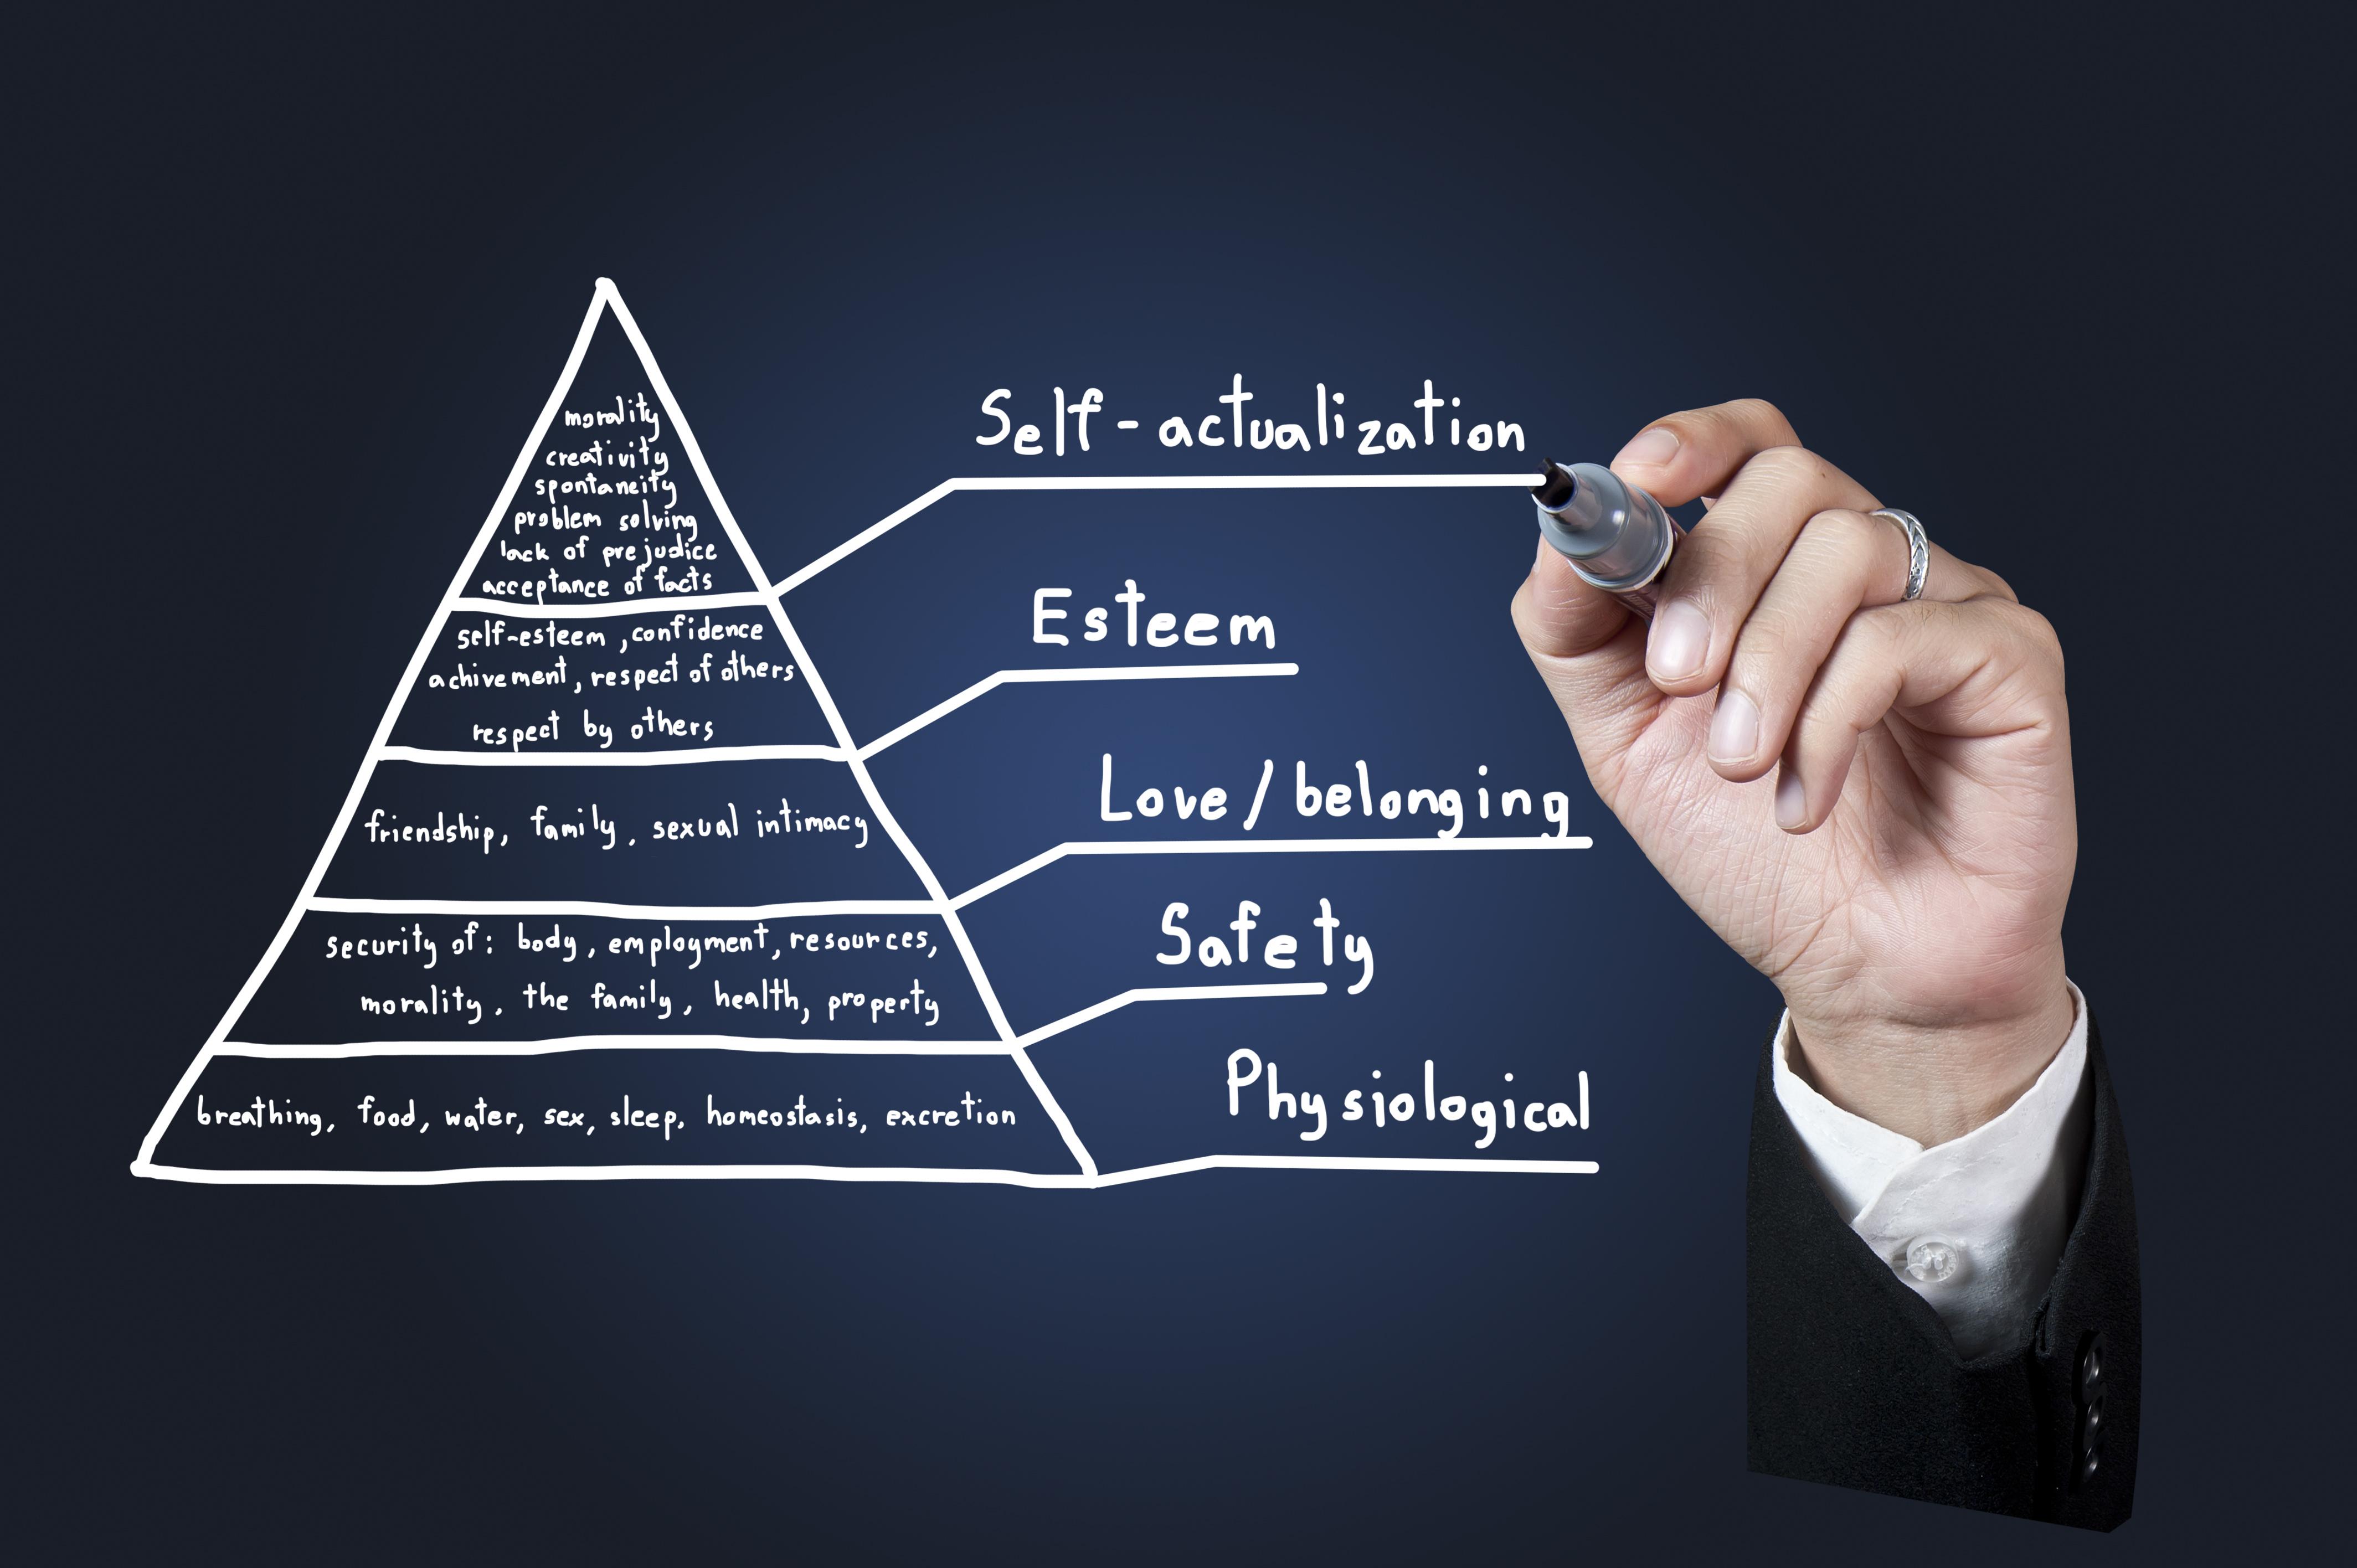 morality
creativity
spontaneity
problem solving
lack of prejudice
acceptance of facts
Self-actualization
self-esteem, confidence
achivement, respect of others
respect by others
Esteem
friendship, family, sexual intimacy
Love/belonging
security of: body, employment, resources,
morality, the family, health, property
Safety
breathing, food, water, sex, sleep, homeostasis, excretion
Physiological